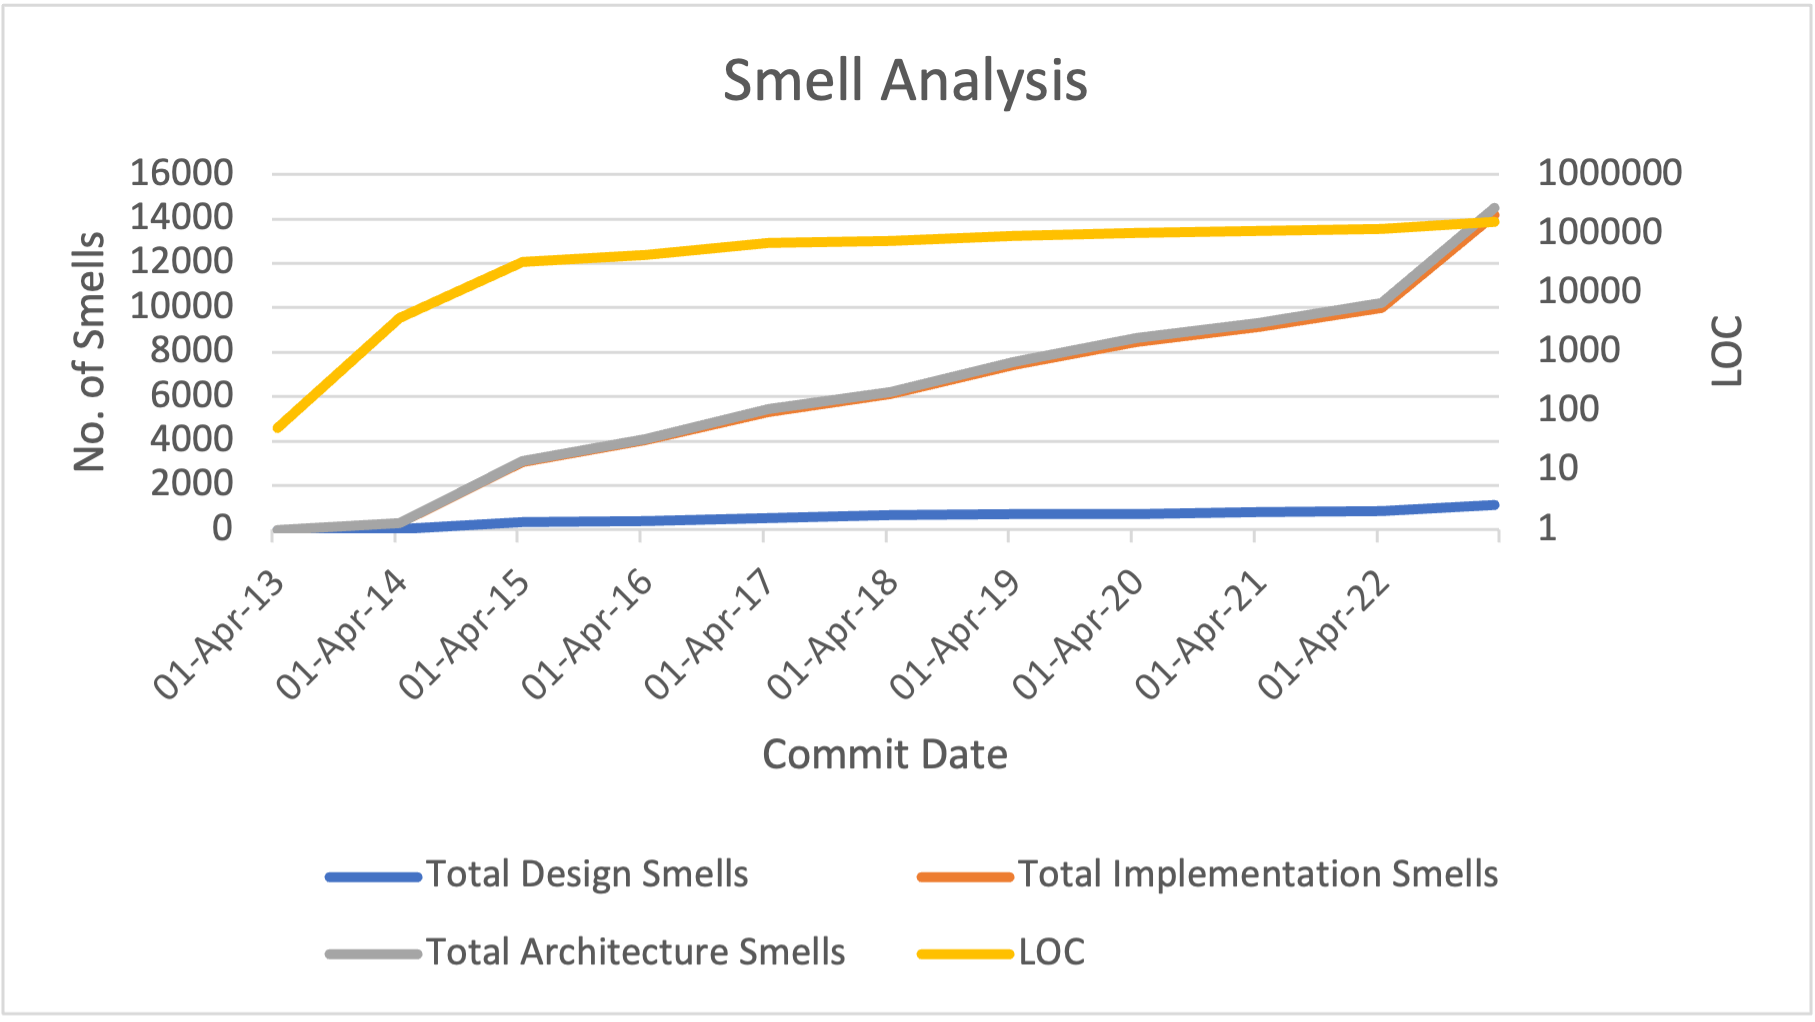 Smell Analysis
16000
14000
12000
10000
8000
6000
4000
2000
0
No. of Smells
1000000
100000
10000
1000
100
10
1
LOC
01-Apr-13
01-Apr-14
01-Apr-15
01-Apr-16
01-Apr-17
01-Apr-18
01-Apr-19
01-Apr-20
01-Apr-21
01-Apr-22
Commit Date
Total Design Smells
Total Implementation Smells
Total Architecture Smells
LOC